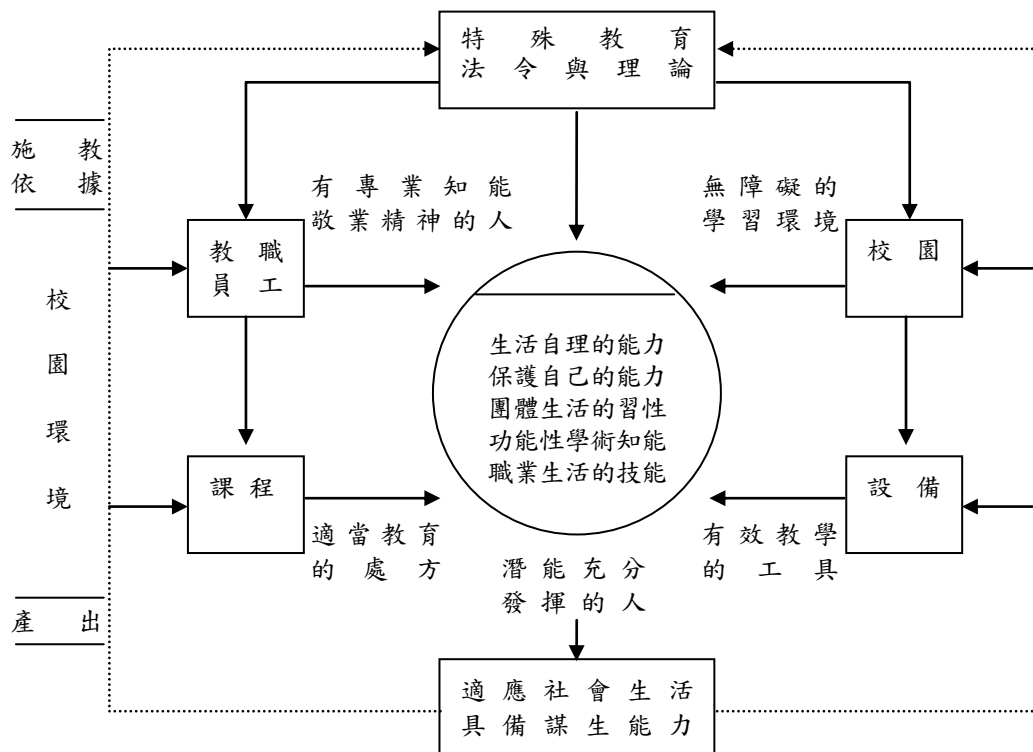 特殊教育
法令與理論
施教
依據
有專業知能
敬業精神的人
無障礙的
學習環境
教職
員工
校園
校
園
環
境
生活自理的能力
保護自己的能力
團體生活的習性
功能性學術知能
職業生活的技能
課程
設備
適當教育
的處方
有效教學
的工具
潛能充分
發揮的人
產出
適應社會生活
具備謀生能力